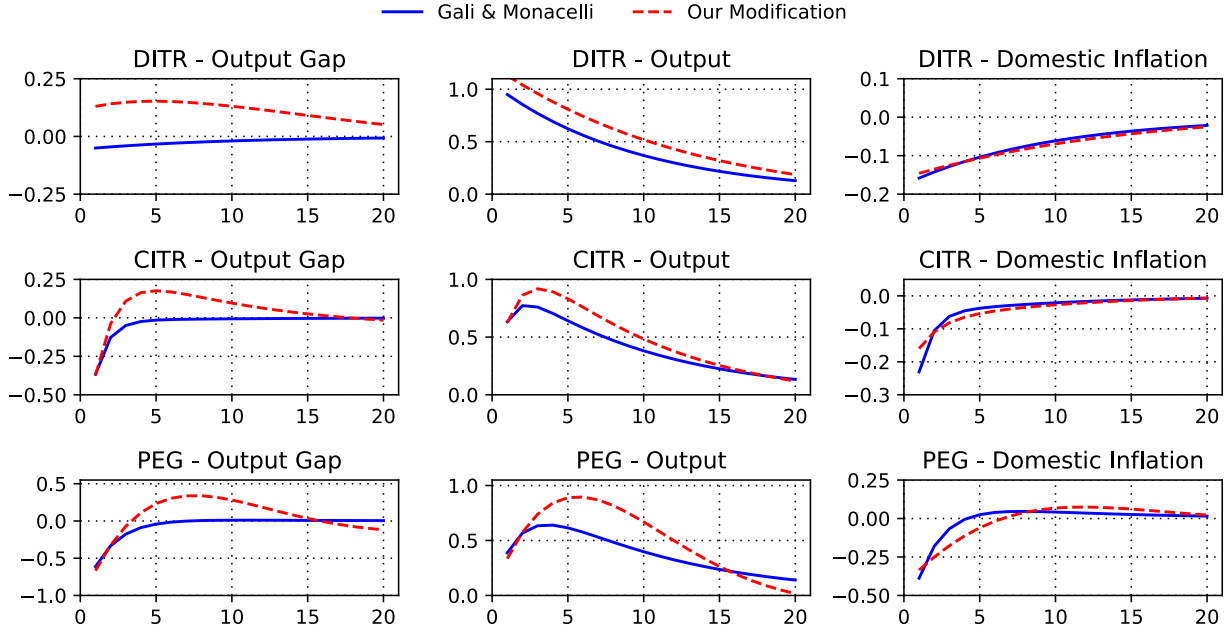 Gali & Monacelli Our Modification
DITR - Output Gap DITR - Output DITR - Domestic Inflation
0.25 1.0 0.1
0.00 0.5 0.0
−0.1
−0.25 0.0 −0.2
0 5 10 15 20 0 5 10 15 20 0 5 10 15 20
CITR - Output Gap CITR - Output CITR - Domestic Inflation
0.25 1.0 0.0
0.00 0.5 −0.1
−0.25 −0.2
−0.50 0.0 −0.3
0 5 10 15 20 0 5 10 15 20 0 5 10 15 20
PEG - Output Gap PEG - Output PEG - Domestic Inflation
0.5 1.0 0.25
0.0 0.5 0.00
−0.5 −0.25
−1.0 0.0 −0.50
0 5 10 15 20 0 5 10 15 20 0 5 10 15 20